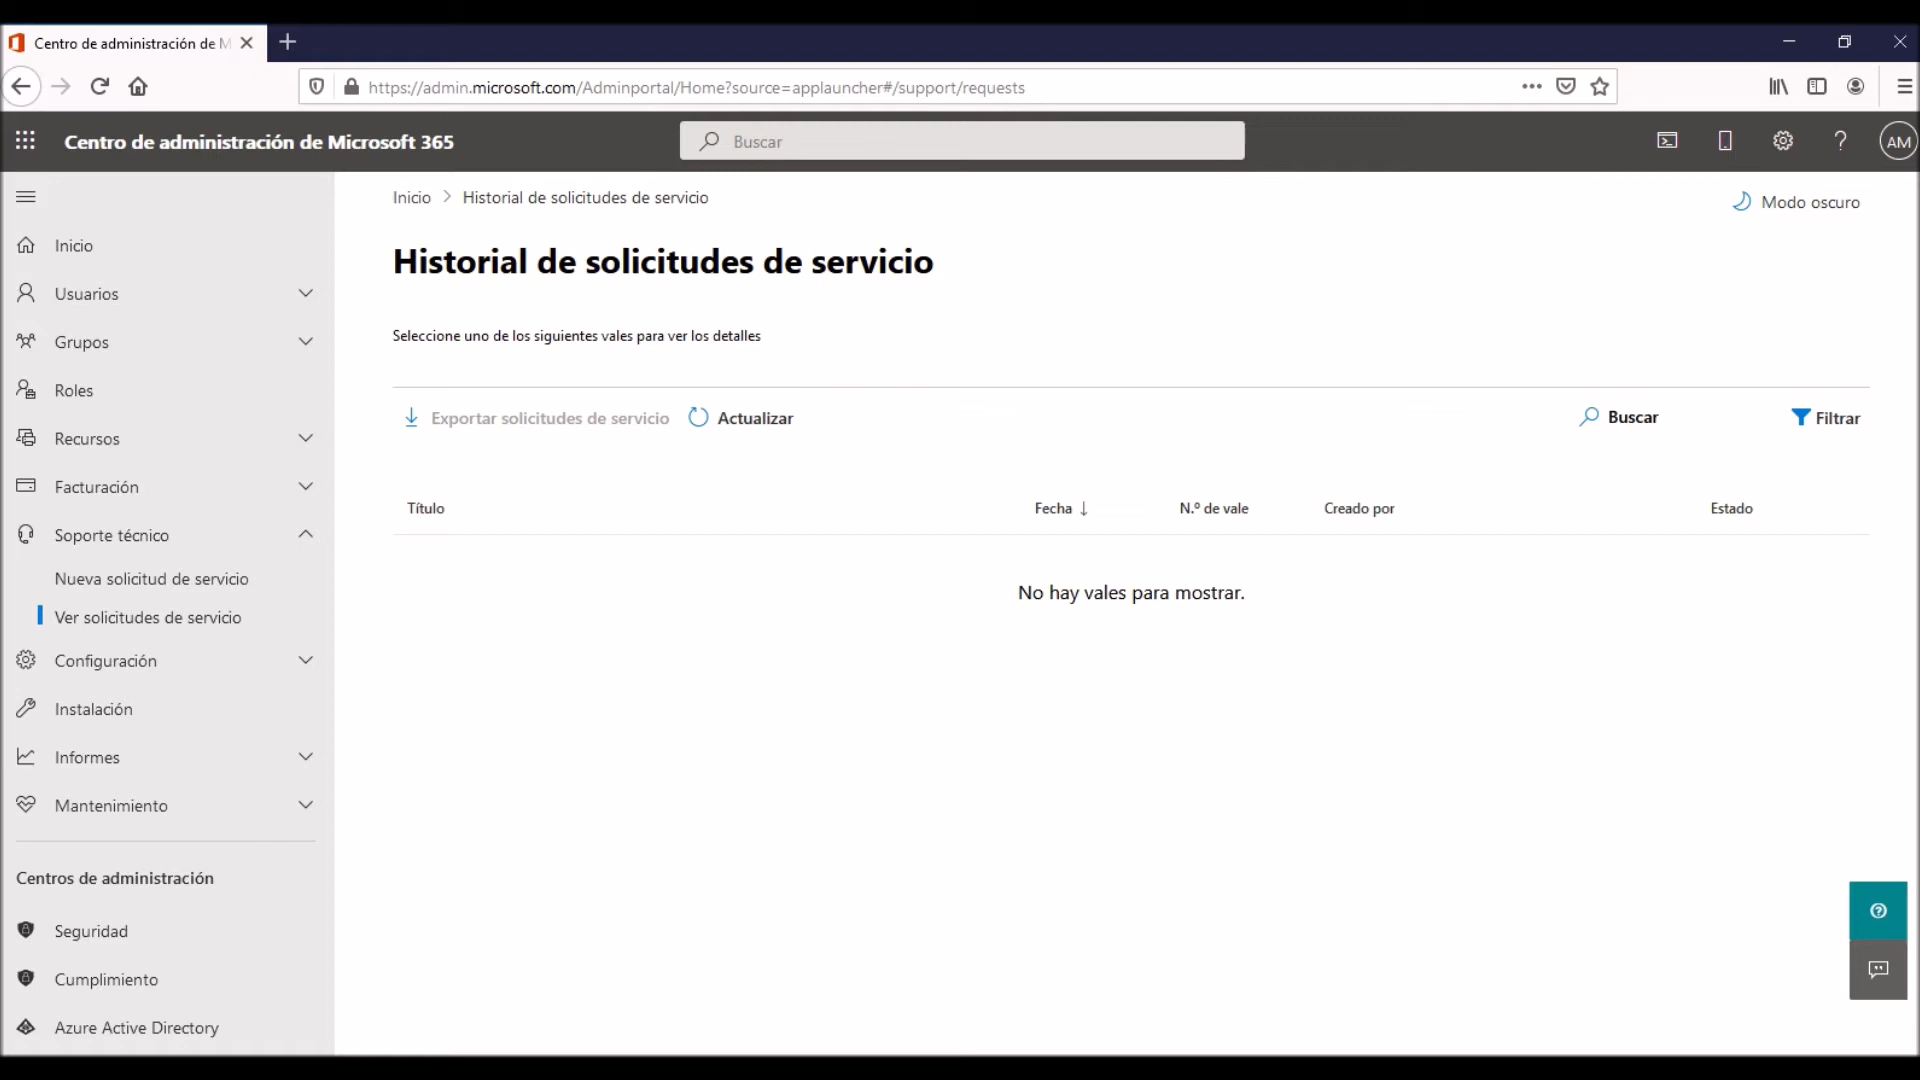 Centro de administración de M
https://admin.microsoft.com/Adminportal/Home?source=applauncher#/support/requests
Centro de administración de Microsoft 365
Buscar
AM
Inicio
Usuarios
Grupos
Roles
Recursos
Facturación
Soporte técnico
Nueva solicitud de servicio
Ver solicitudes de servicio
Configuración
Instalación
Informes
Mantenimiento
Centros de administración
Seguridad
Cumplimiento
Azure Active Directory
Inicio > Historial de solicitudes de servicio
Modo oscuro
Historial de solicitudes de servicio
Seleccione uno de los siguientes vales para ver los detalles
Exportar solicitudes de servicio Actualizar Buscar Filtrar
Título Fecha ↓ N.º de vale Creado por Estado
No hay vales para mostrar.